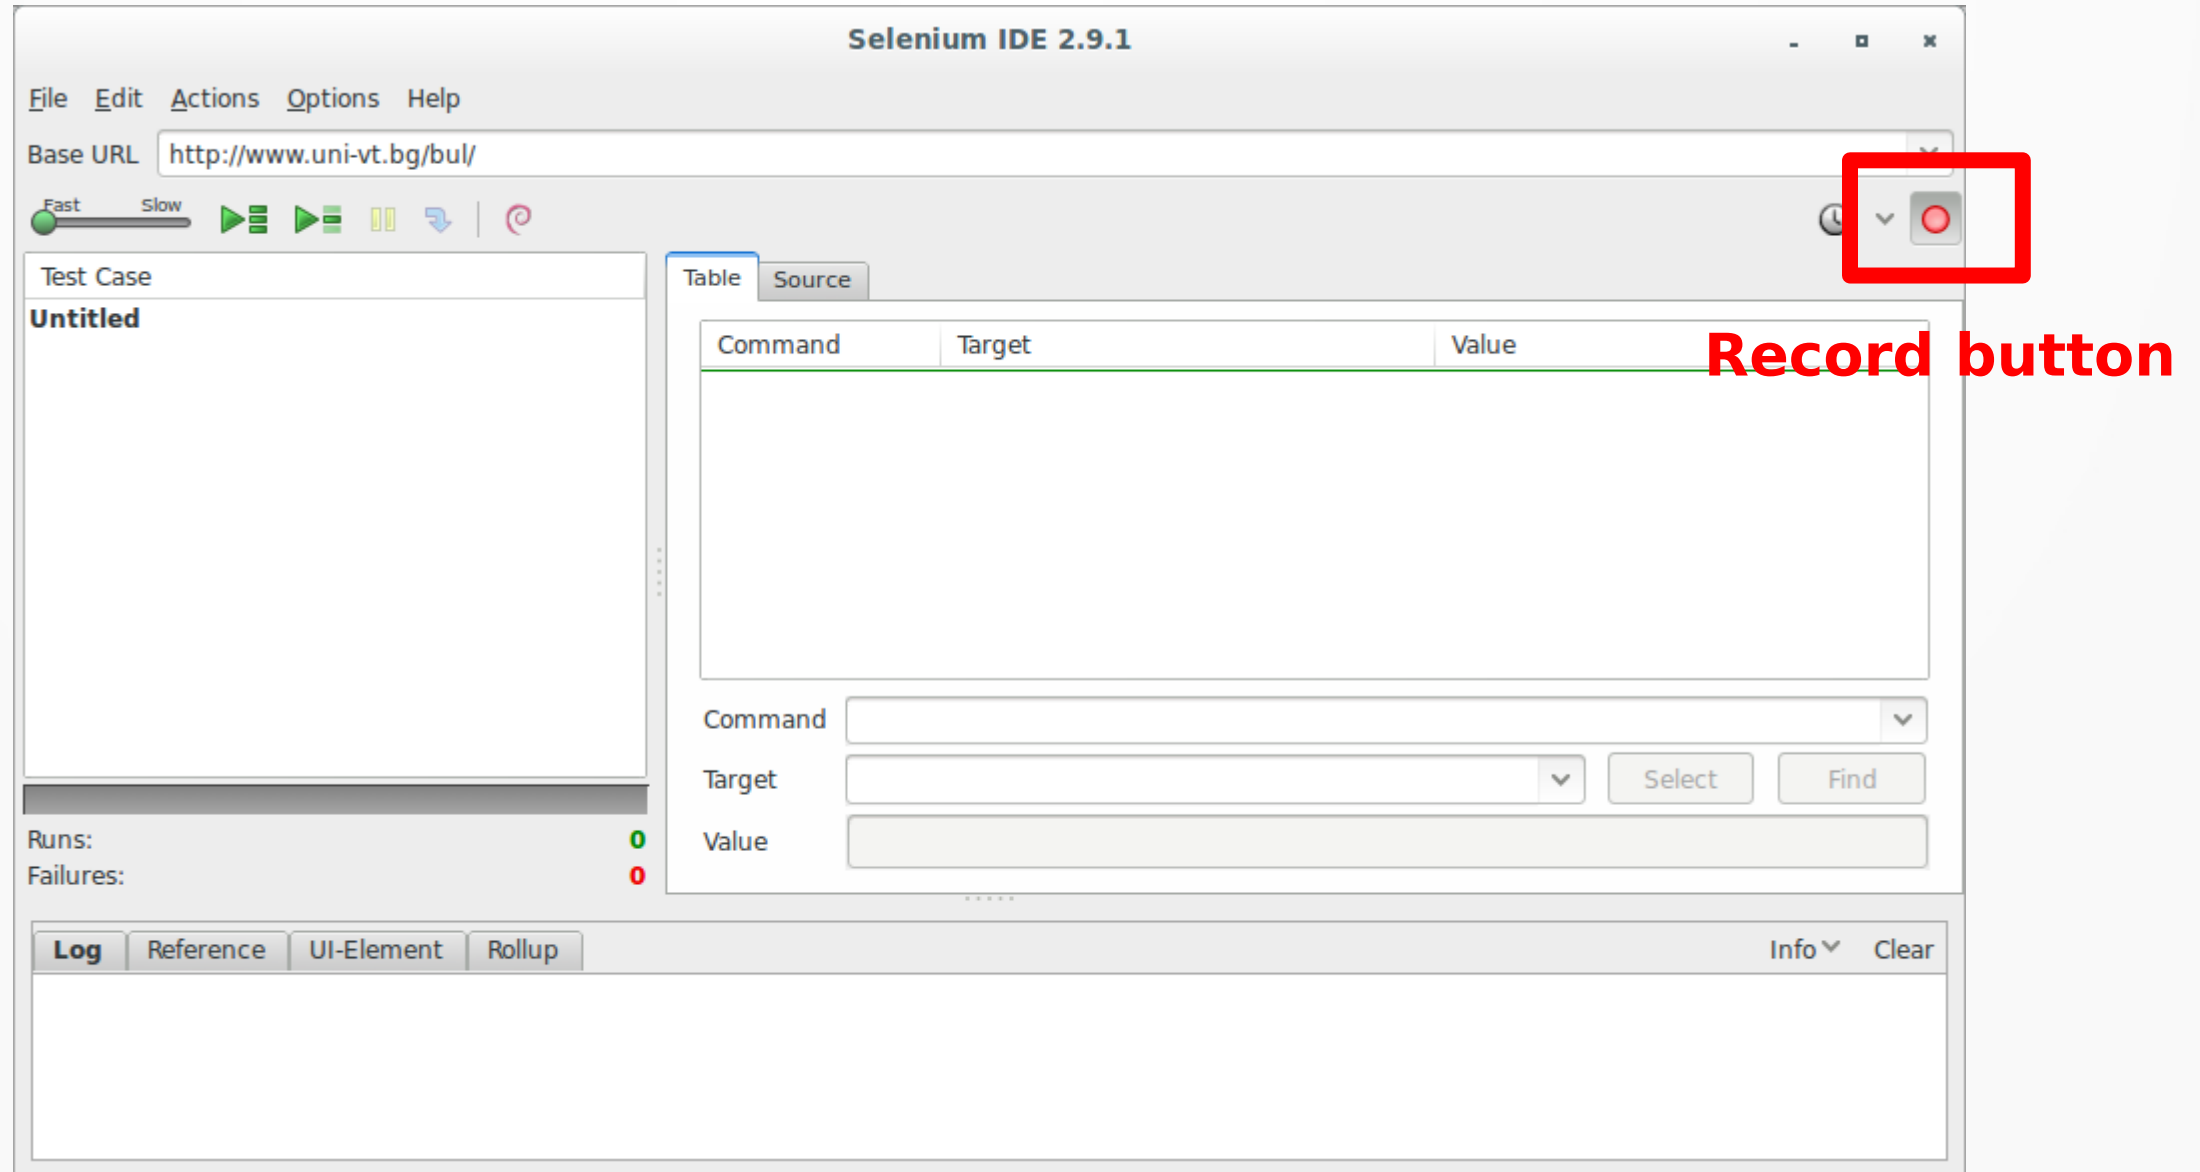 Selenium IDE 2.9.1
File Edit Actions Options Help
Base URL http://www.uni-vt.bg/bul/
Fast Slow
Test Case
Untitled
Table Source
Command Target Value
Record button
Command
Target Select Find
Value
Runs: 0
Failures: 0
Log Reference UI-Element Rollup Info Clear